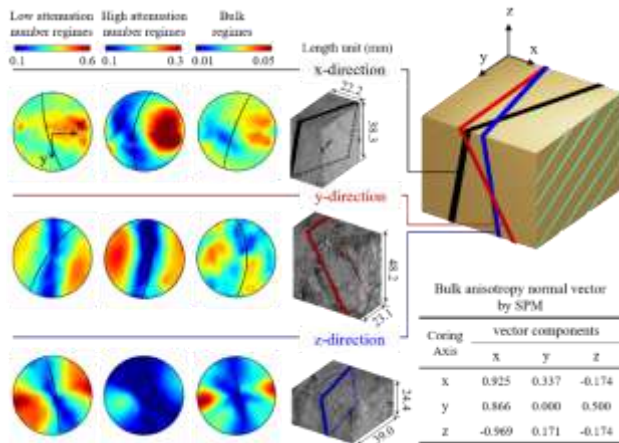 Low attenuation High attenuation Bulk
number regimes number regimes regimes
Length unit (mm)
0.1 0.6 0.1 0.3 0.01 0.05
x-direction
22.2
38.3
y
z
x
y
y-direction
48.2
23.1
z-direction
24.4
39.0
Bulk anisotropy normal vector
by SPM
Coring Axis vector components
x y z
x 0.925 0.337 -0.174
y 0.866 0.000 0.500
z -0.969 0.171 -0.174